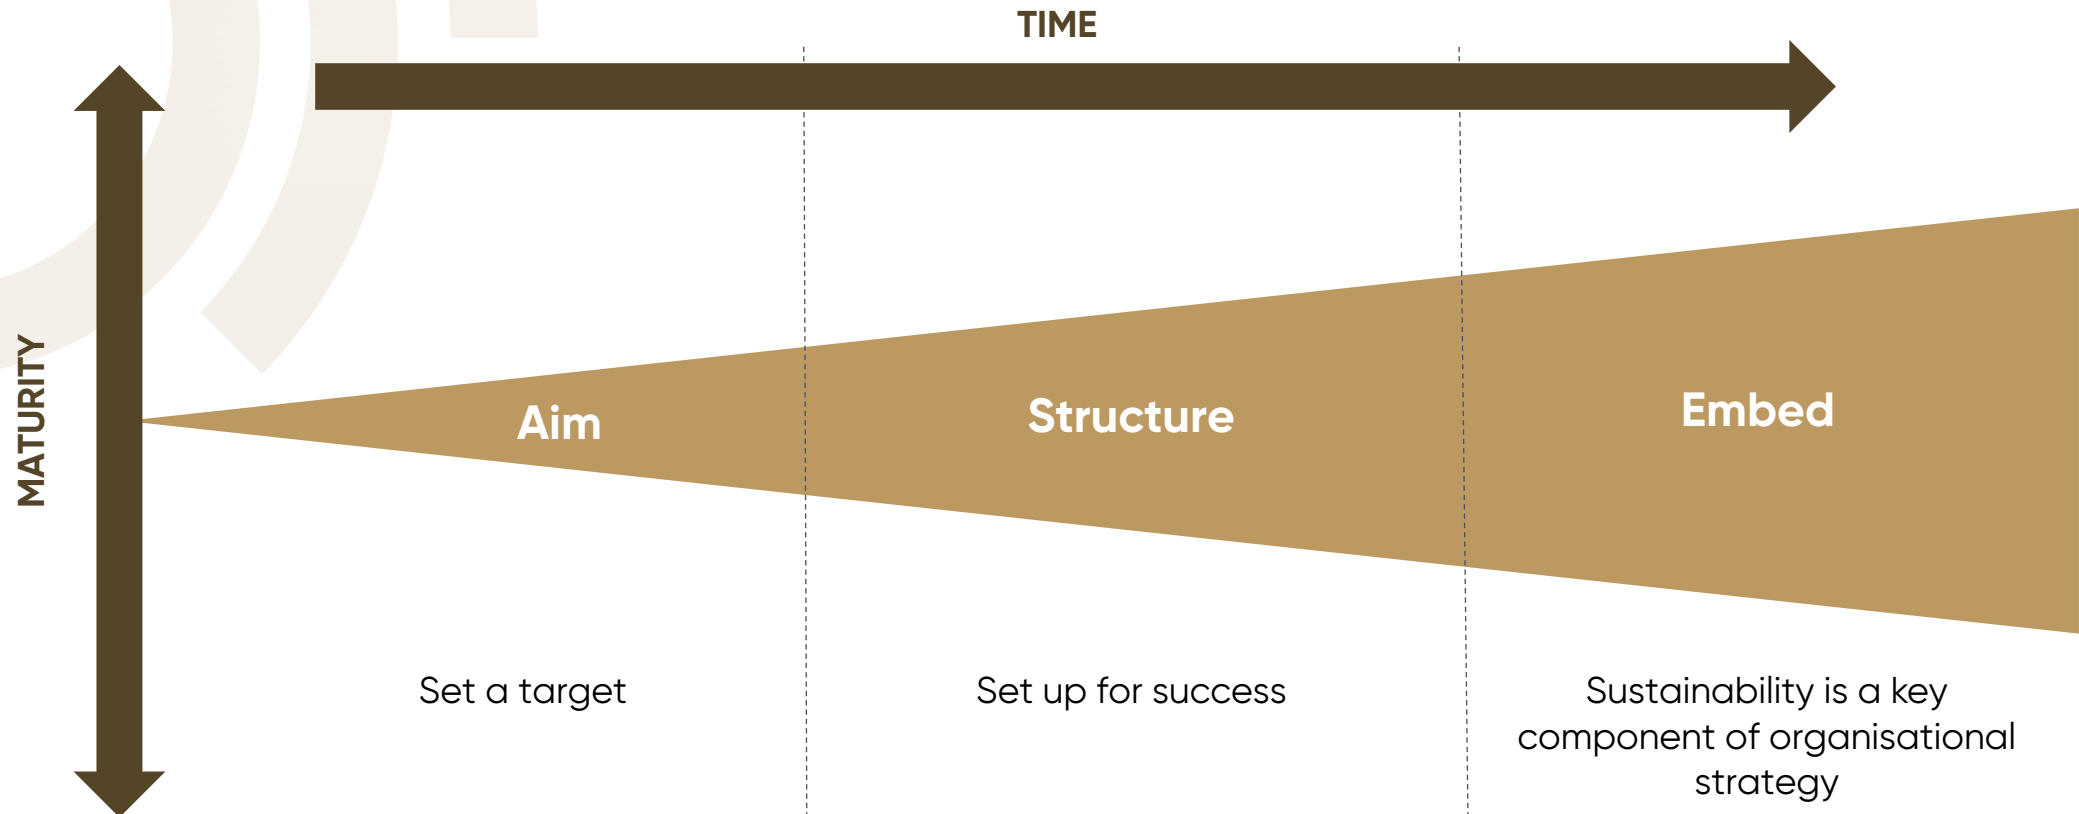 TIME
MATURITY
Aim
Structure
Embed
Set a target
Set up for success
Sustainability is a key
component of organisational
strategy